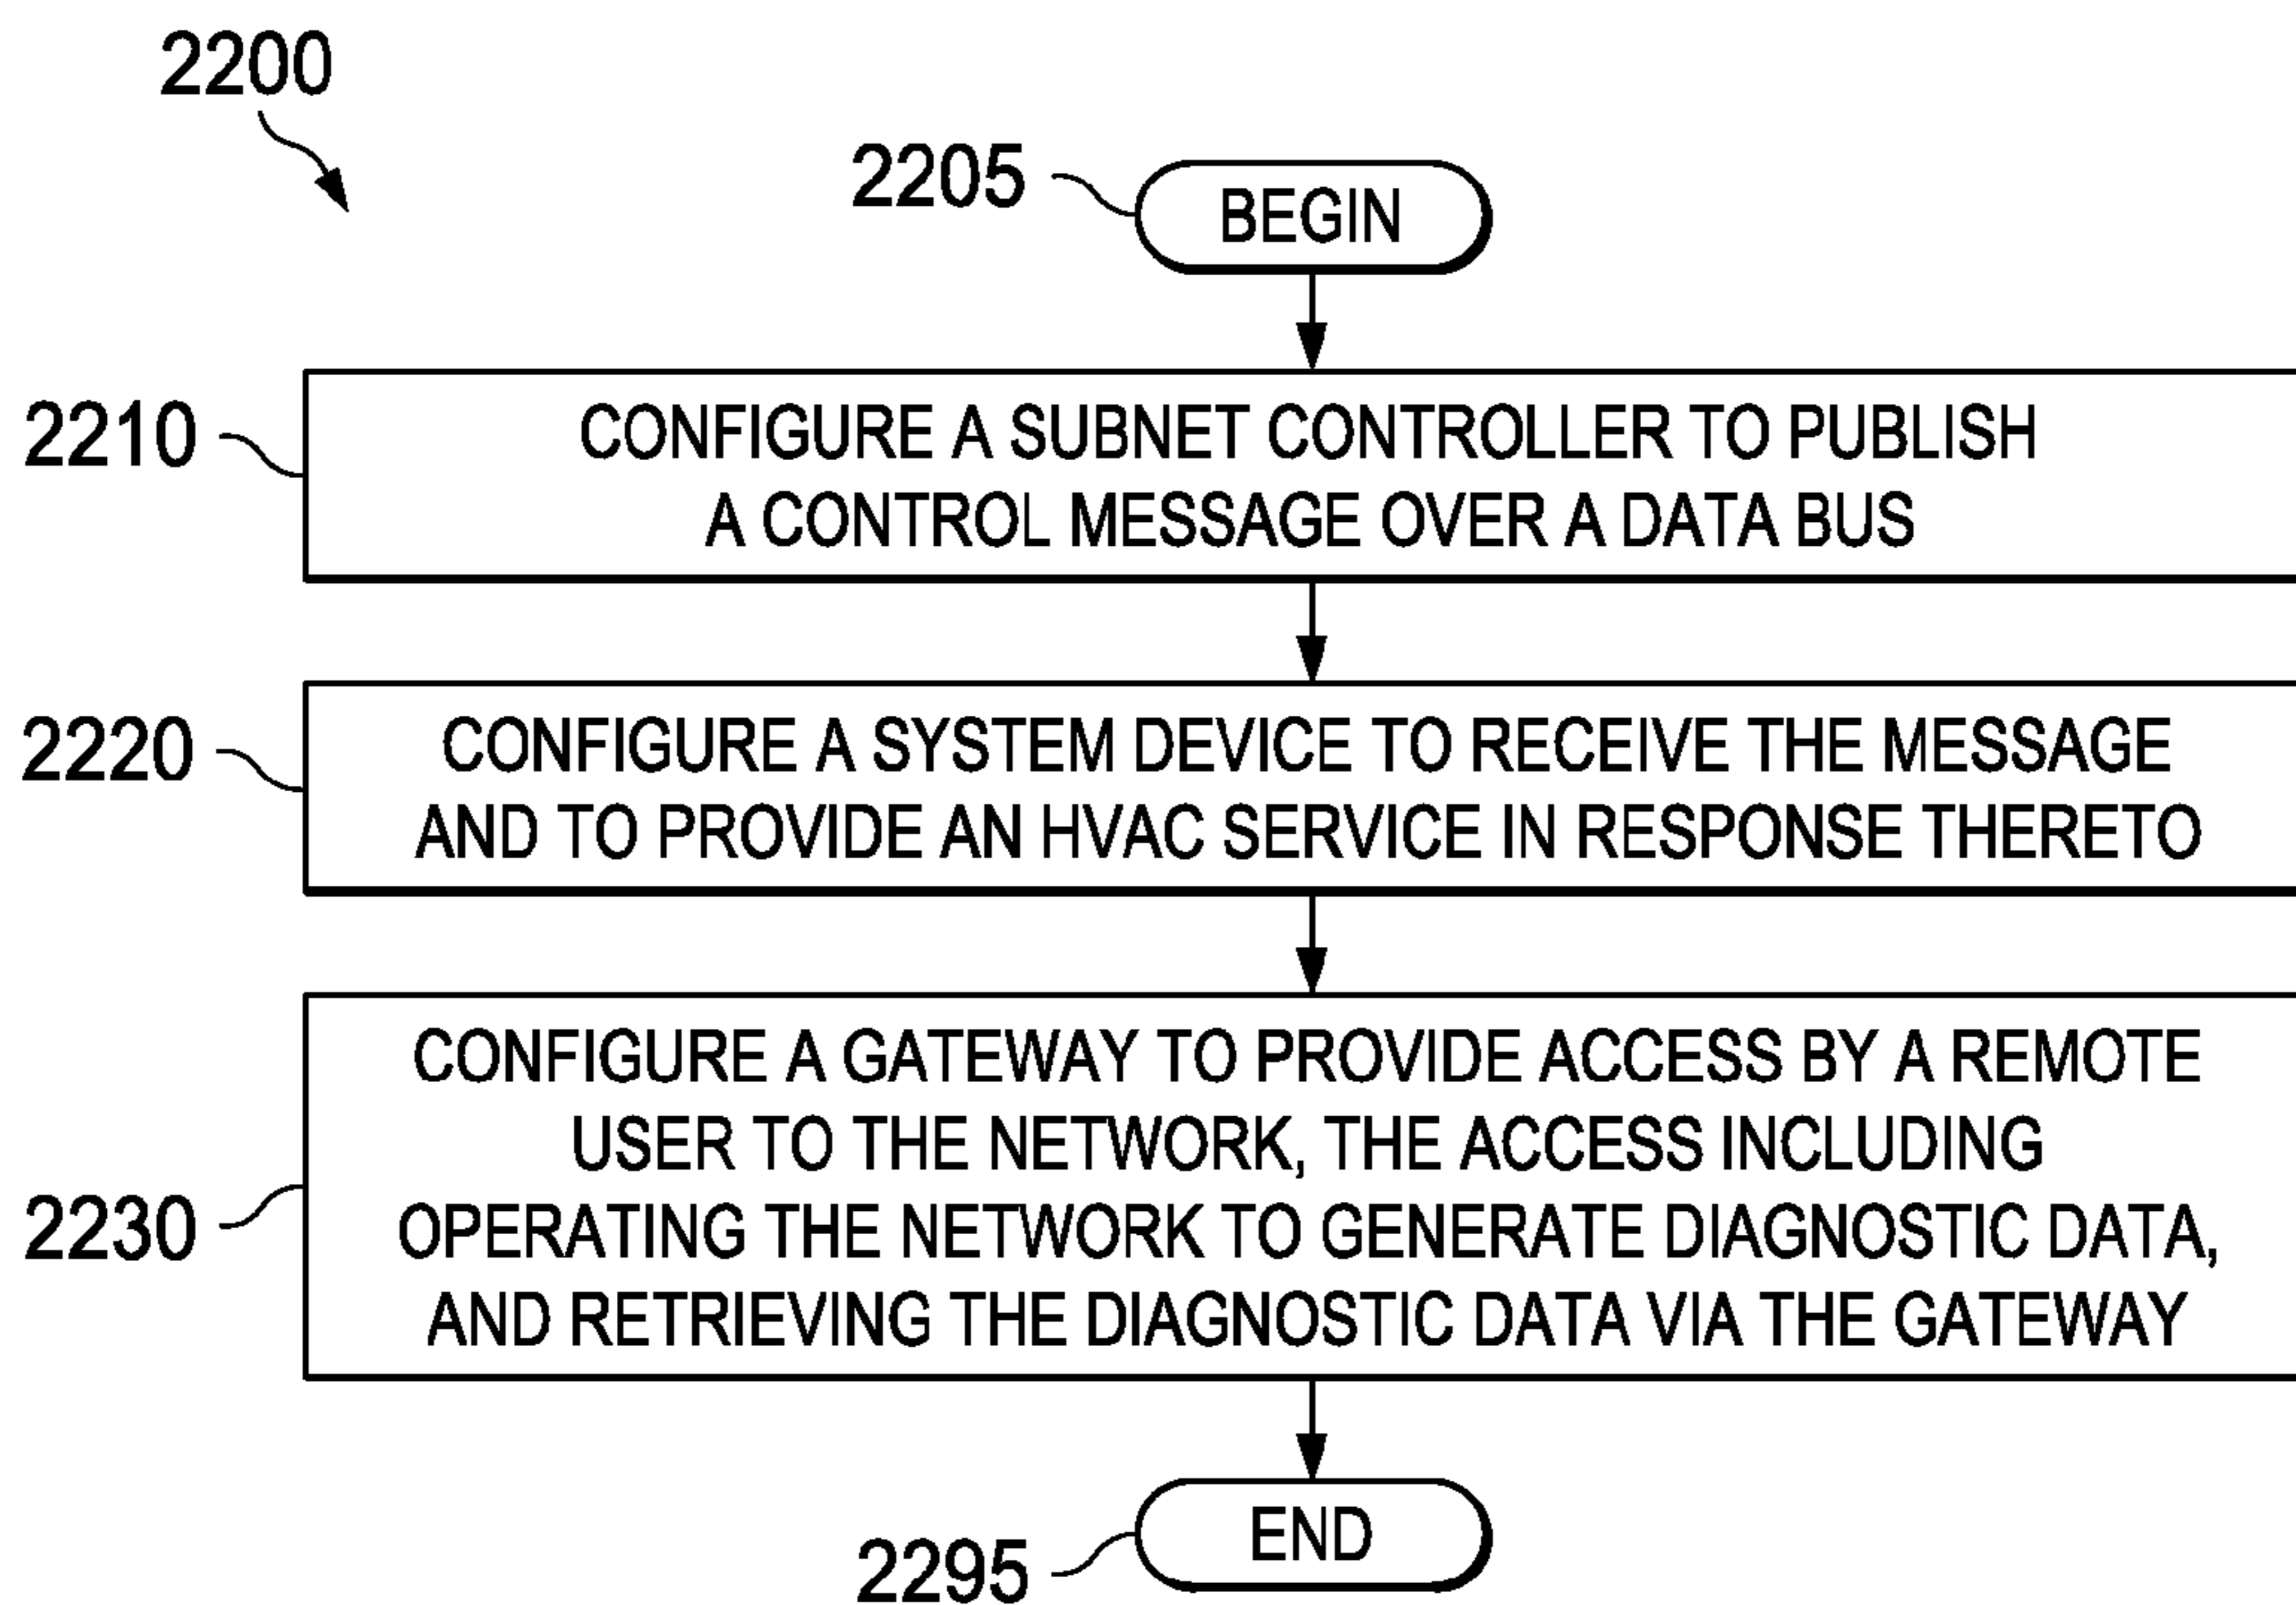 2200
2205
BEGIN
2210
CONFIGURE A SUBNET CONTROLLER TO PUBLISH
A CONTROL MESSAGE OVER A DATA BUS
2220
CONFIGURE A SYSTEM DEVICE TO RECEIVE THE MESSAGE
AND TO PROVIDE AN HVAC SERVICE IN RESPONSE THERETO
2230
CONFIGURE A GATEWAY TO PROVIDE ACCESS BY A REMOTE
USER TO THE NETWORK, THE ACCESS INCLUDING
OPERATING THE NETWORK TO GENERATE DIAGNOSTIC DATA,
AND RETRIEVING THE DIAGNOSTIC DATA VIA THE GATEWAY
2295
END